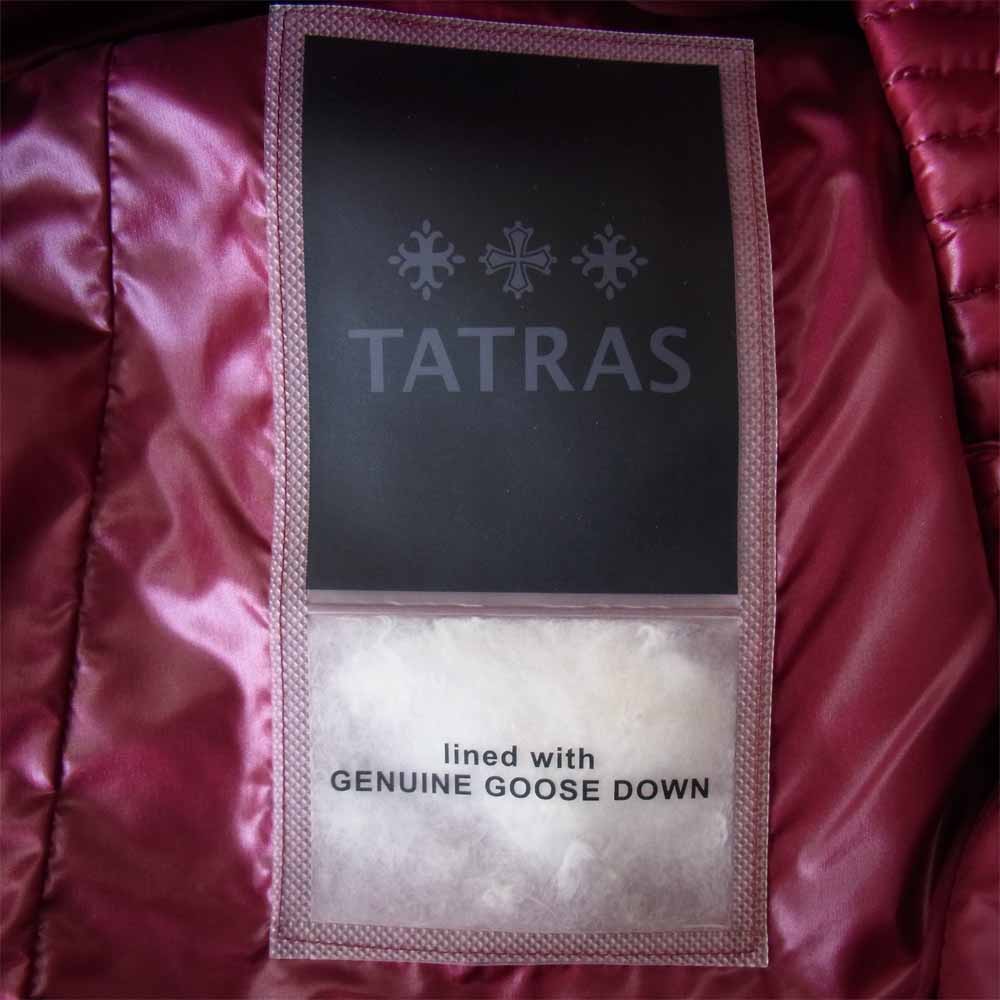 TATRAS
lined with
GENUINE GOOSE DOWN